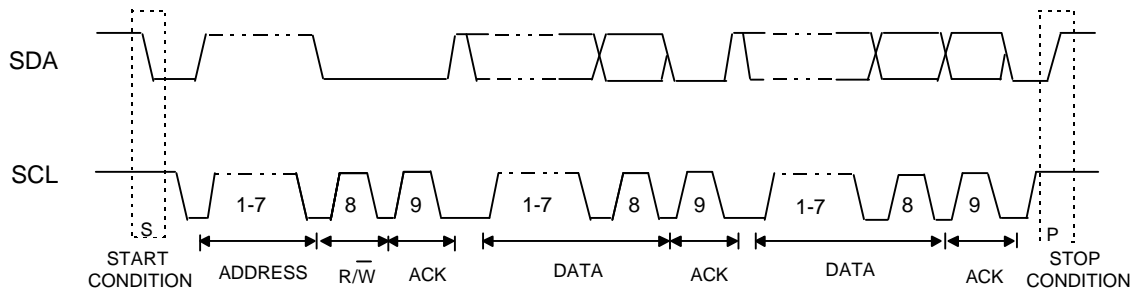 SDA
SCL
1-7 8 9 1-7 8 9 1-7 8 9
S P
START CONDITION
ADDRESS
R/W̅
ACK
DATA
ACK
DATA
ACK
STOP CONDITION